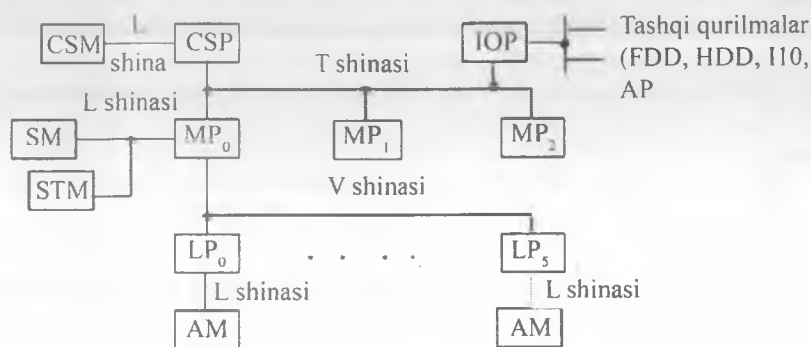 CSM
L
shina
CSP
IOP
Tashqi qurilmalar
(FDD, HDD, I10,
AP
T shinasi
L shinasi
SM
MP₀
MP₁
MP₂
STM
V shinasi
LP₀
. . . .
LP₅
L shinasi
L shinasi
AM
AM